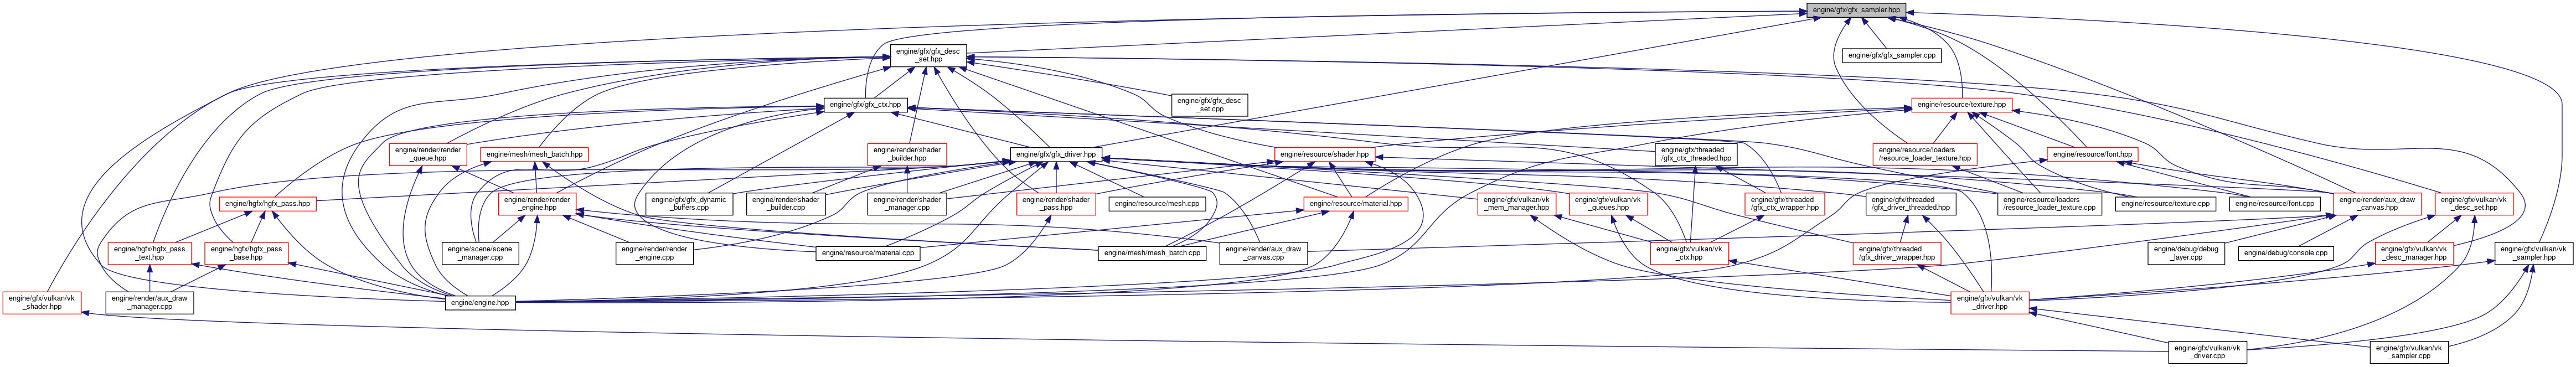 engine/gfx/gfx_sampler.hpp
engine/gfx/gfx_desc
_set.hpp
engine/gfx/gfx_sampler.cpp
engine/gfx/vulkan/vk
_sampler.hpp
engine/gfx/gfx_ctx.hpp
engine/gfx/gfx_desc
_set.cpp
engine/resource/texture.hpp
engine/render/render
_queue.hpp
engine/mesh/mesh_batch.hpp
engine/render/shader
_builder.hpp
engine/gfx/gfx_driver.hpp
engine/resource/shader.hpp
engine/gfx/threaded
/gfx_ctx_threaded.hpp
engine/resource/loaders
/resource_loader_texture.hpp
engine/resource/font.hpp
engine/hgfx/hgfx_pass.hpp
engine/render/render
_engine.hpp
engine/gfx/gfx_dynamic
_buffers.cpp
engine/render/shader
_builder.cpp
engine/render/shader
_manager.cpp
engine/render/shader
_pass.hpp
engine/resource/mesh.cpp
engine/resource/material.hpp
engine/gfx/vulkan/vk
_mem_manager.hpp
engine/gfx/vulkan/vk
_queues.hpp
engine/gfx/threaded
/gfx_ctx_wrapper.hpp
engine/gfx/threaded
/gfx_driver_threaded.hpp
engine/resource/loaders
/resource_loader_texture.cpp
engine/resource/texture.cpp
engine/resource/font.cpp
engine/render/aux_draw
_canvas.hpp
engine/gfx/vulkan/vk
_desc_set.hpp
engine/hgfx/hgfx_pass
_text.hpp
engine/hgfx/hgfx_pass
_base.hpp
engine/scene/scene
_manager.cpp
engine/render/render
_engine.cpp
engine/resource/material.cpp
engine/mesh/mesh_batch.cpp
engine/render/aux_draw
_canvas.cpp
engine/gfx/vulkan/vk
_ctx.hpp
engine/gfx/threaded
/gfx_driver_wrapper.hpp
engine/debug/debug
_layer.cpp
engine/debug/console.cpp
engine/gfx/vulkan/vk
_desc_manager.hpp
engine/gfx/vulkan/vk
_shader.hpp
engine/render/aux_draw
_manager.cpp
engine/engine.hpp
engine/gfx/vulkan/vk
_driver.hpp
engine/gfx/vulkan/vk
_driver.cpp
engine/gfx/vulkan/vk
_sampler.cpp